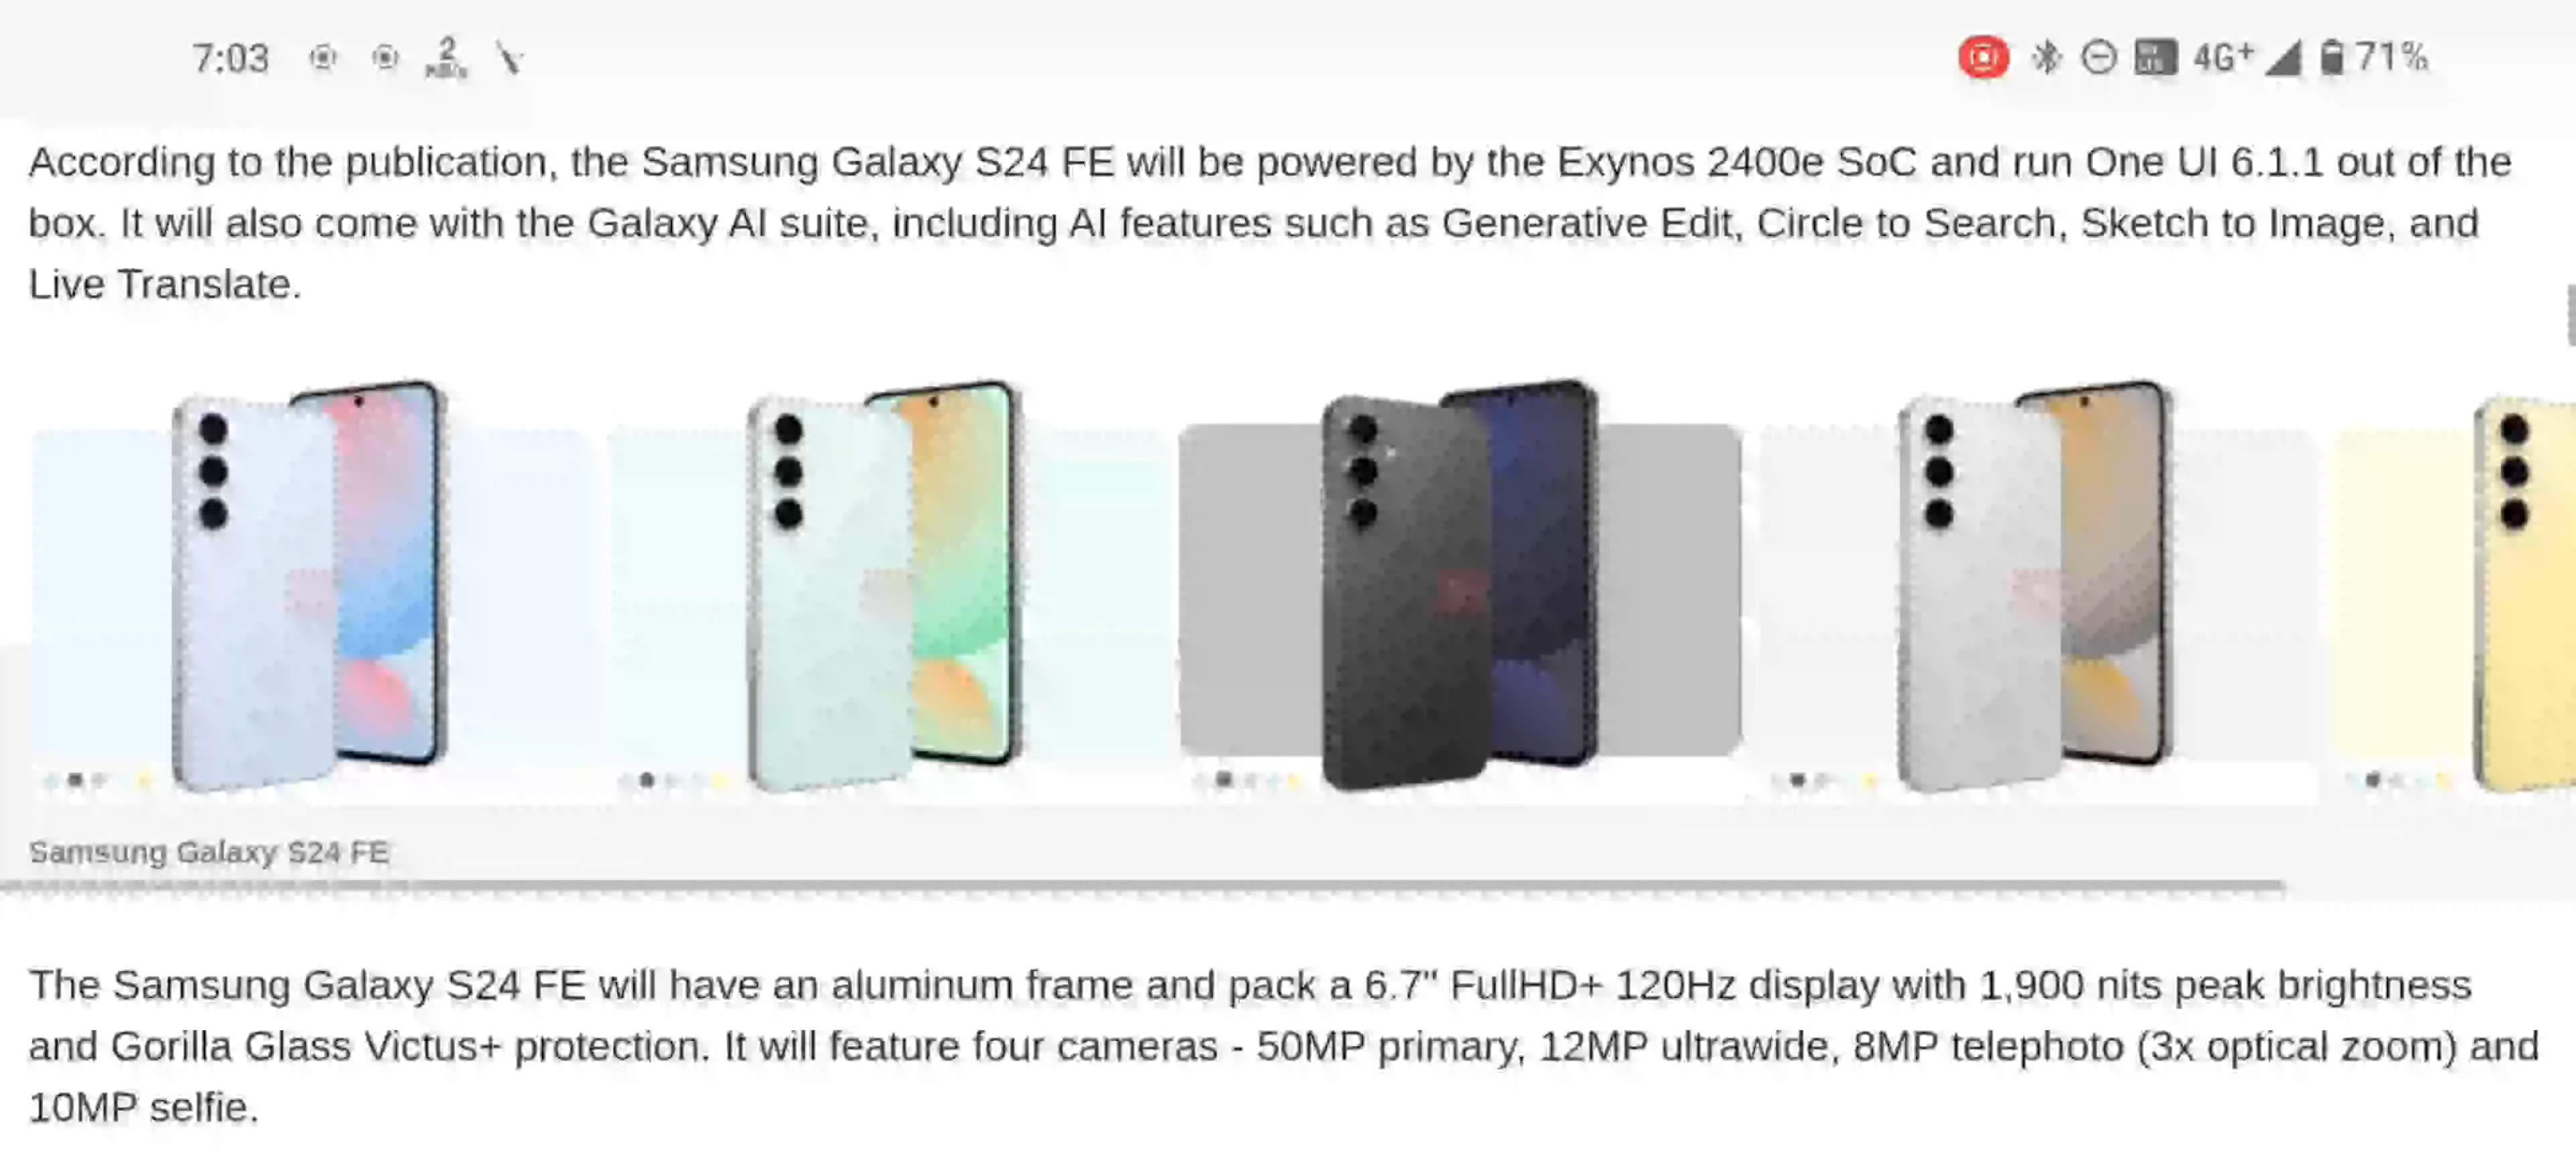 7:03 2 4G+ 71%
According to the publication, the Samsung Galaxy S24 FE will be powered by the Exynos 2400e SoC and run One UI 6.1.1 out of the
box. It will also come with the Galaxy AI suite, including AI features such as Generative Edit, Circle to Search, Sketch to Image, and
Live Translate.
Samsung Galaxy S24 FE
The Samsung Galaxy S24 FE will have an aluminum frame and pack a 6.7" FullHD+ 120Hz display with 1,900 nits peak brightness
and Gorilla Glass Victus+ protection. It will feature four cameras - 50MP primary, 12MP ultrawide, 8MP telephoto (3x optical zoom) and
10MP selfie.